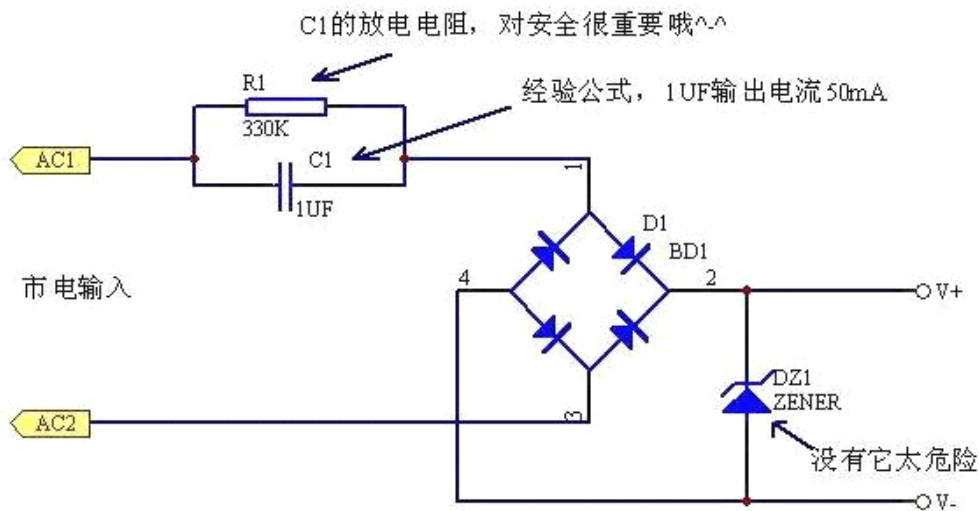 C1的放电电阻，对安全很重要哦^-^
R1
330K
经验公式，1UF输出电流50mA
AC1
C1
1UF
1
D1
BD1
市电输入
4
2
V+
DZ1
ZENER
AC2
3
没有它太危险
V-